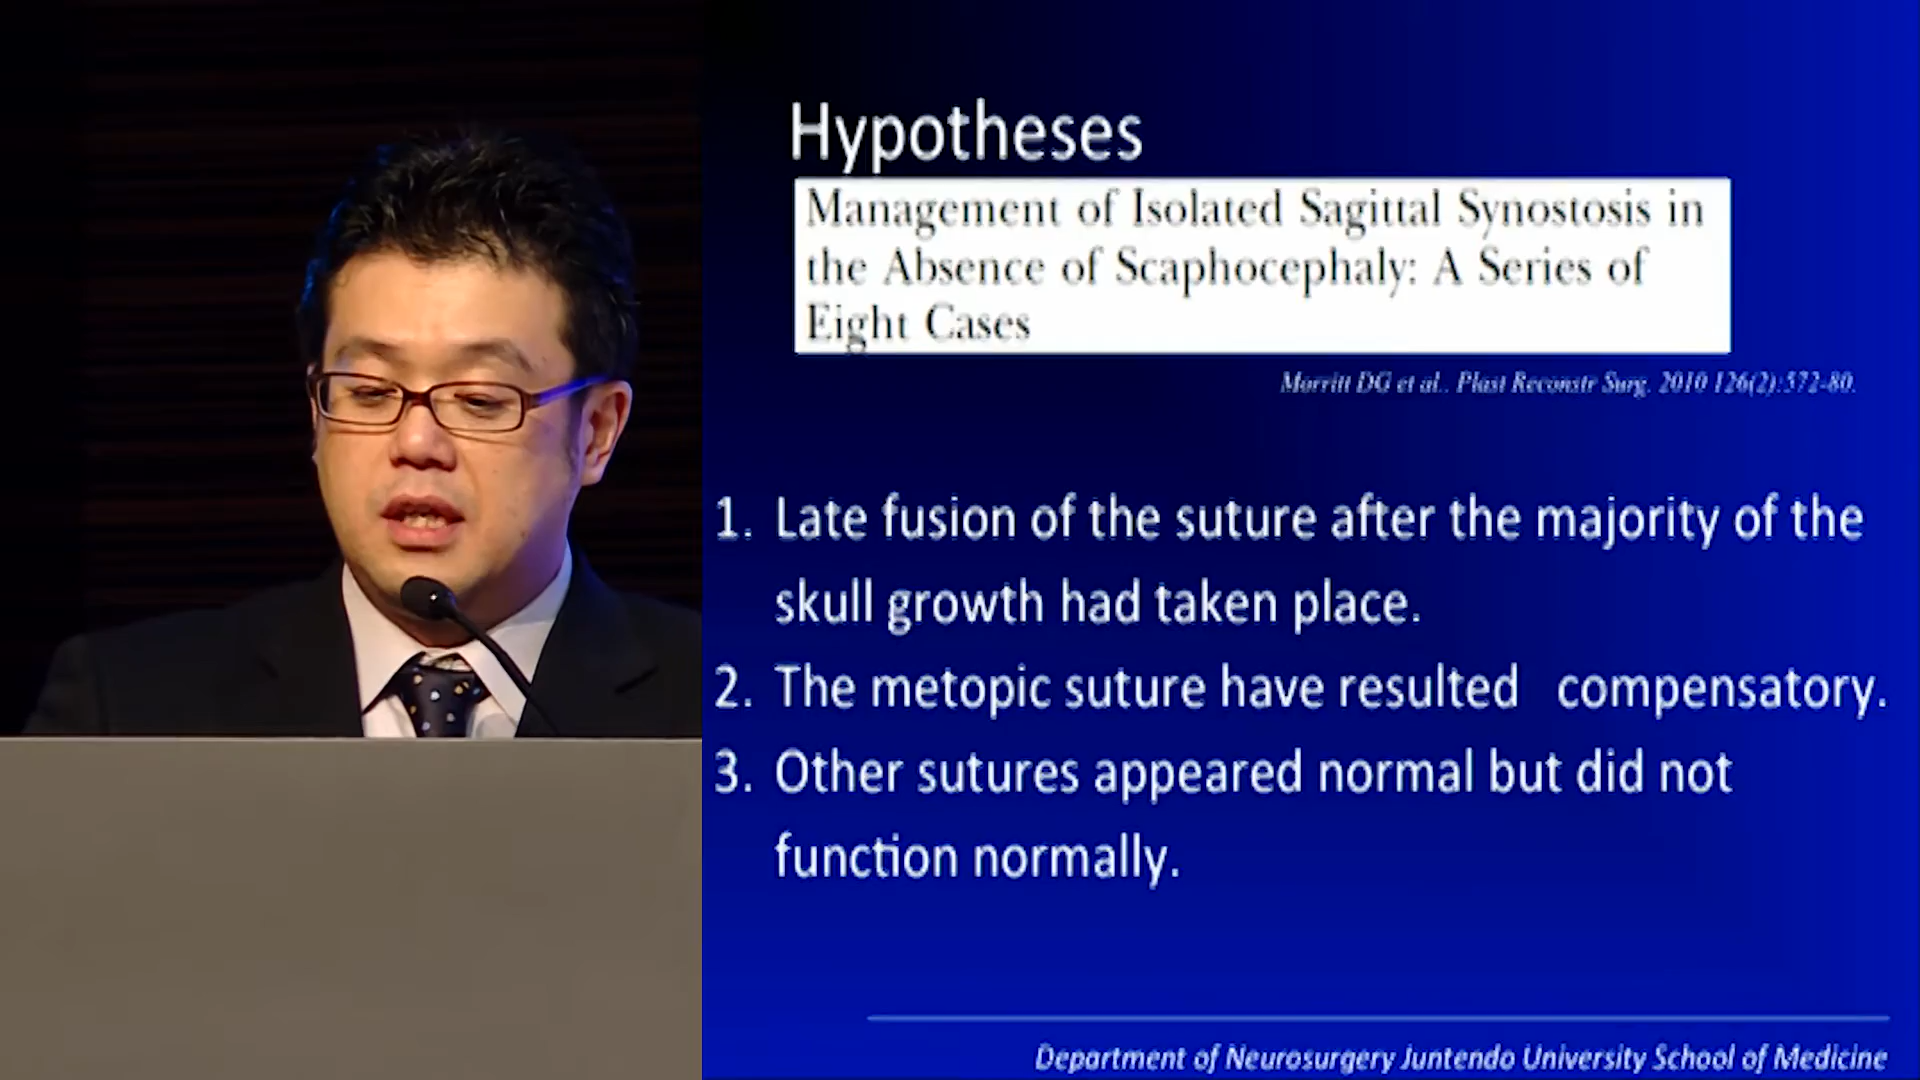 Hypotheses
Management of Isolated Sagittal Synostosis in
the Absence of Scaphocephaly: A Series of
Eight Cases
Morritt DG et al.. Plast Reconstr Surg. 2010 126(2):572-80.
1. Late fusion of the suture after the majority of the
skull growth had taken place.
2. The metopic suture have resulted compensatory.
3. Other sutures appeared normal but did not
function normally.
Department of Neurosurgery Juntendo University School of Medicine